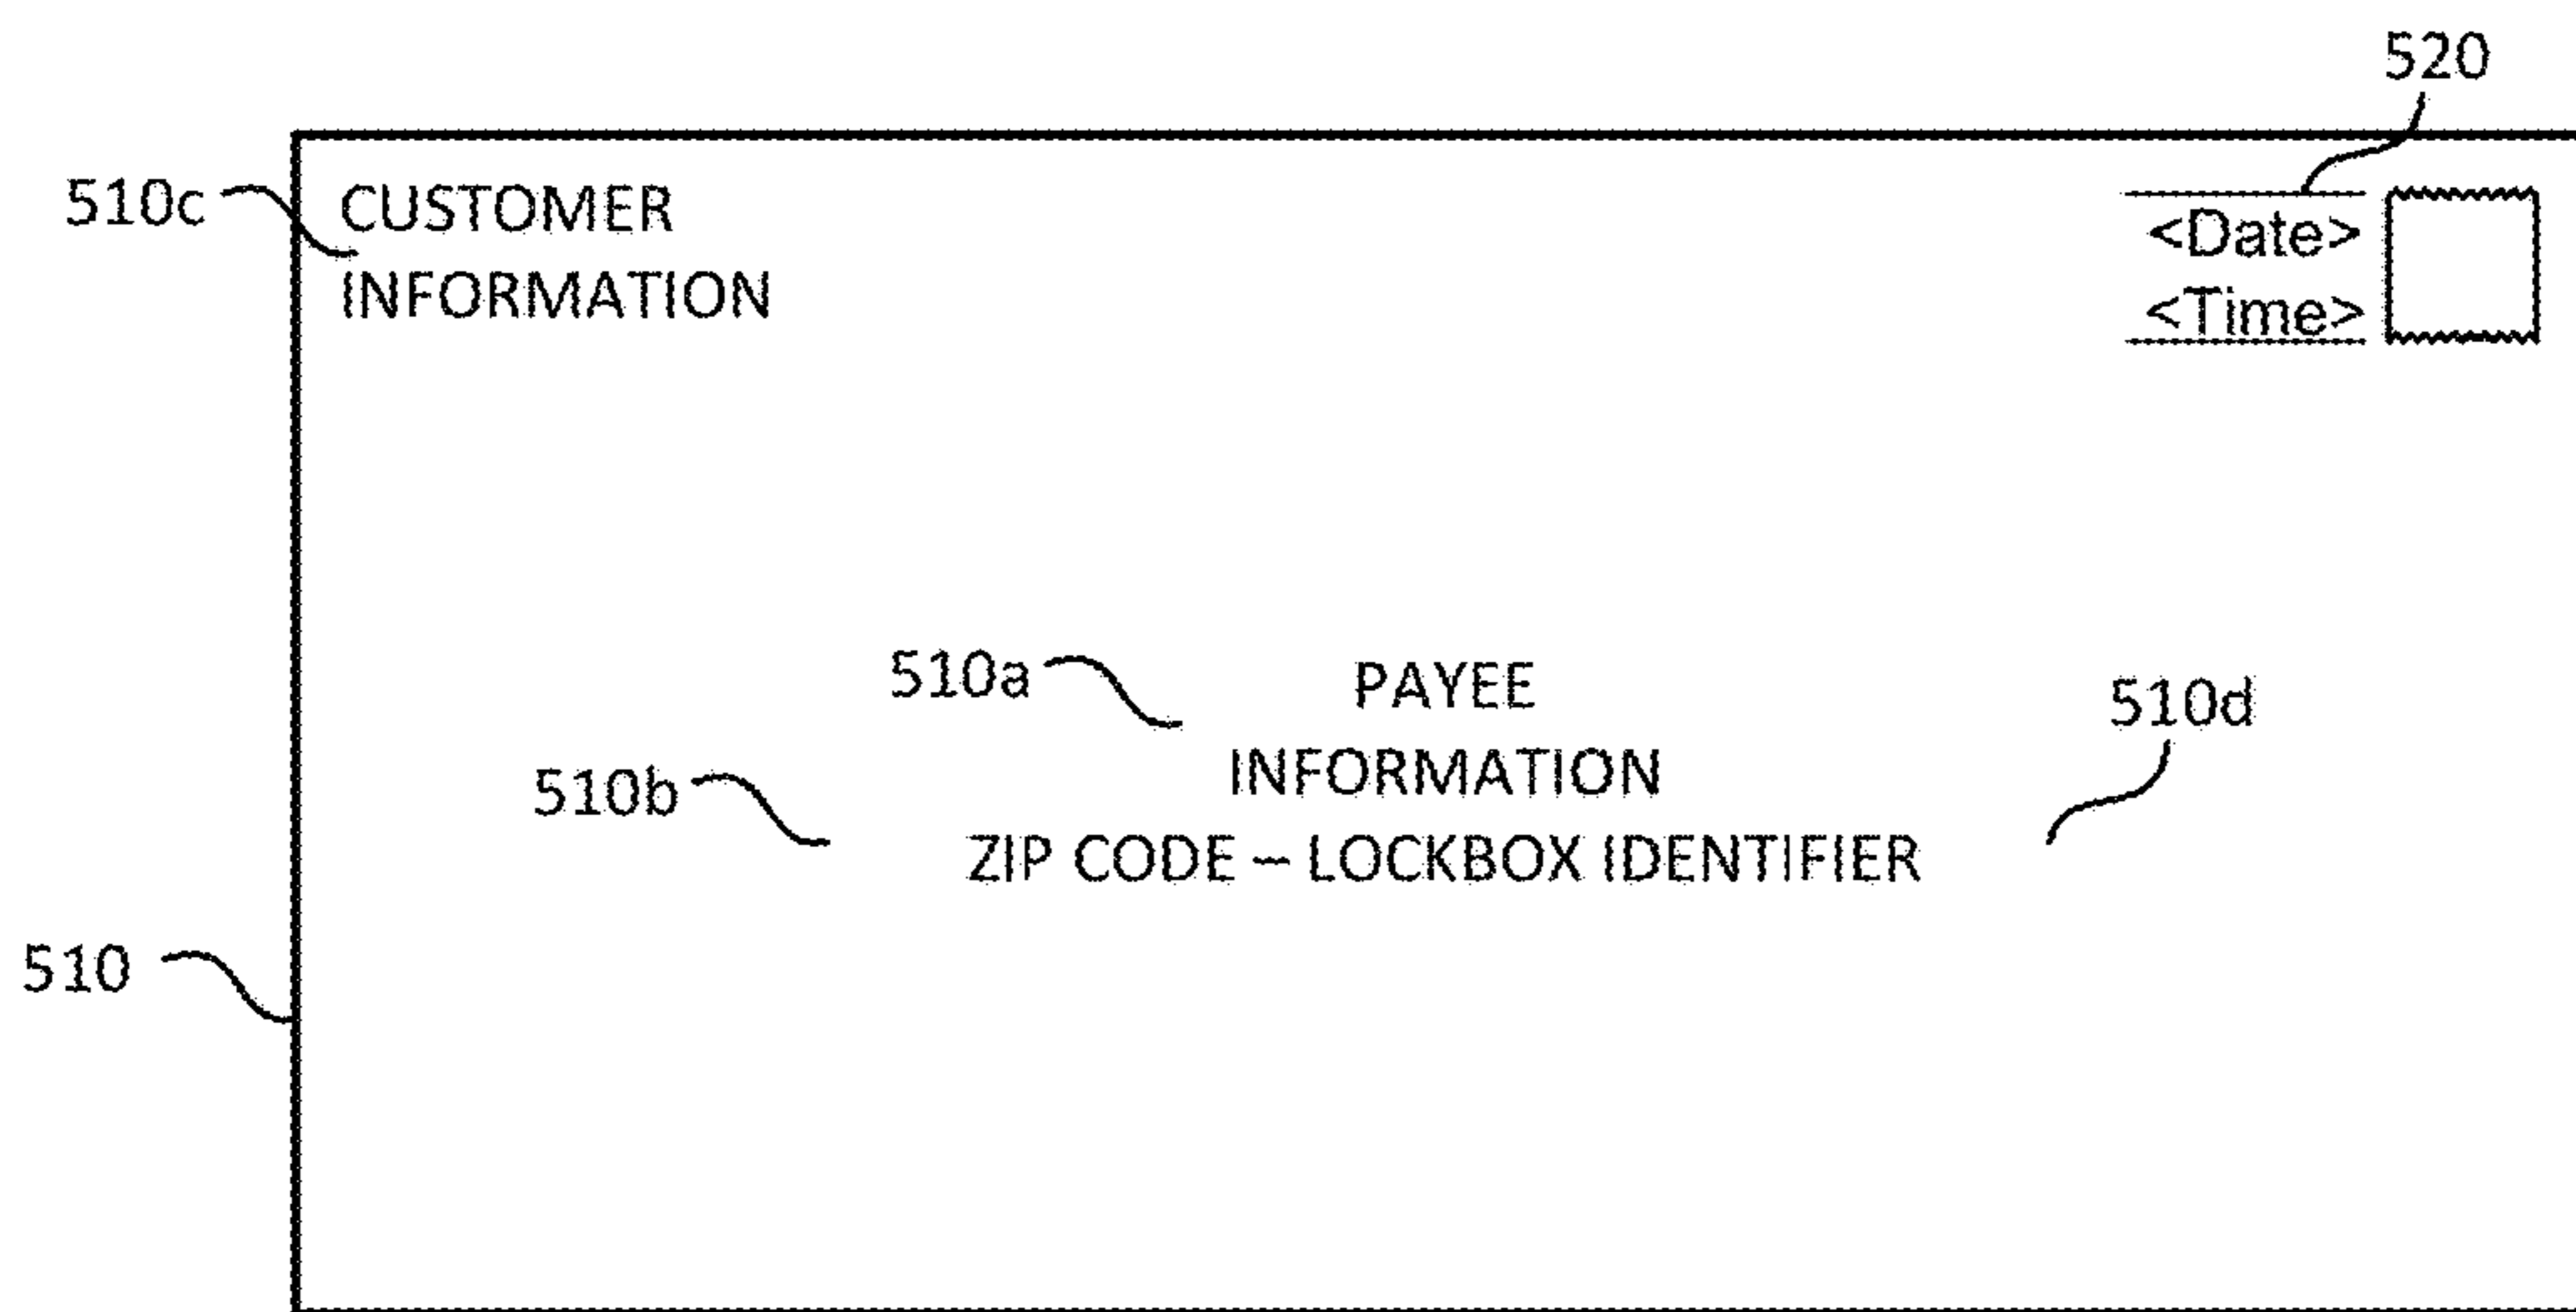 520
510c
CUSTOMER
INFORMATION
<Date>
<Time>
510a
PAYEE
INFORMATION
510d
510b
ZIP CODE – LOCKBOX IDENTIFIER
510